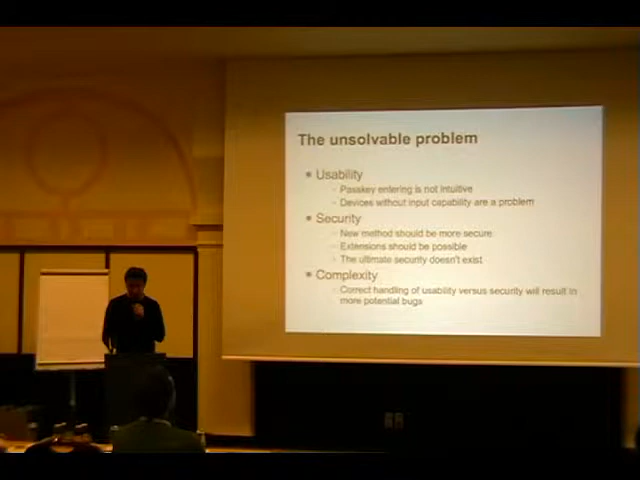 The unsolvable problem
Usability
- Passkey entering is not intuitive
- Devices without input capability are a problem
Security
- New method should be more secure
- Extensions should be possible
- The ultimate security doesn't exist
Complexity
- Correct handling of usability versus security will result in
more potential bugs